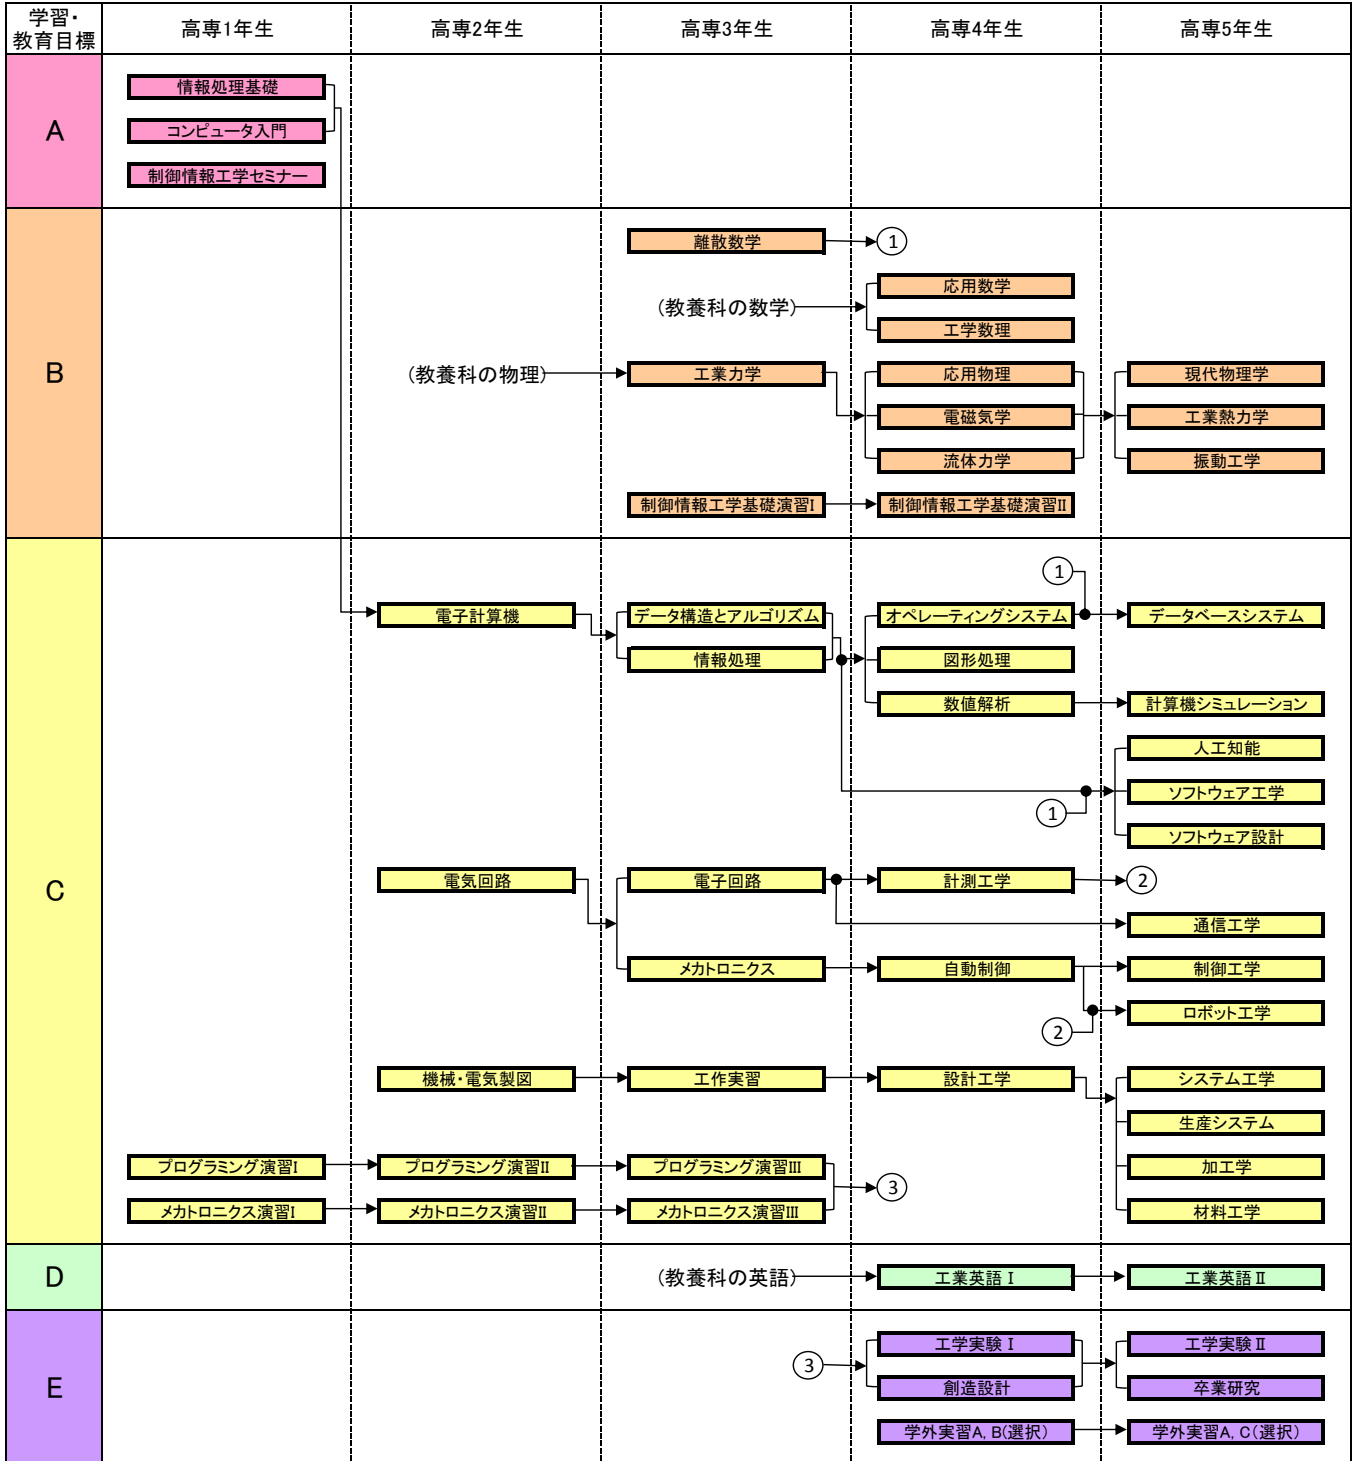 学習・
教育目標
高専1年生
高専2年生
高専3年生
高専4年生
高専5年生
A
情報処理基礎
コンピュータ入門
制御情報工学セミナー
B
離散数学
1
応用数学
(教養科の数学)
工学数理
(教養科の物理)
工業力学
応用物理
現代物理学
電磁気学
工業熱力学
流体力学
振動工学
制御情報工学基礎演習I
制御情報工学基礎演習II
C
1
電子計算機
データ構造とアルゴリズム
オペレーティングシステム
データベースシステム
情報処理
図形処理
数値解析
計算機シミュレーション
人工知能
ソフトウェア工学
1
ソフトウェア設計
電気回路
電子回路
計測工学
2
通信工学
メカトロニクス
自動制御
制御工学
ロボット工学
2
機械・電気製図
工作実習
設計工学
システム工学
生産システム
プログラミング演習I
プログラミング演習II
プログラミング演習III
加工学
3
メカトロニクス演習I
メカトロニクス演習II
メカトロニクス演習III
材料工学
D
(教養科の英語)
工業英語 I
工業英語 II
E
工学実験 I
工学実験 II
3
創造設計
卒業研究
学外実習A, B(選択)
学外実習A, C(選択)